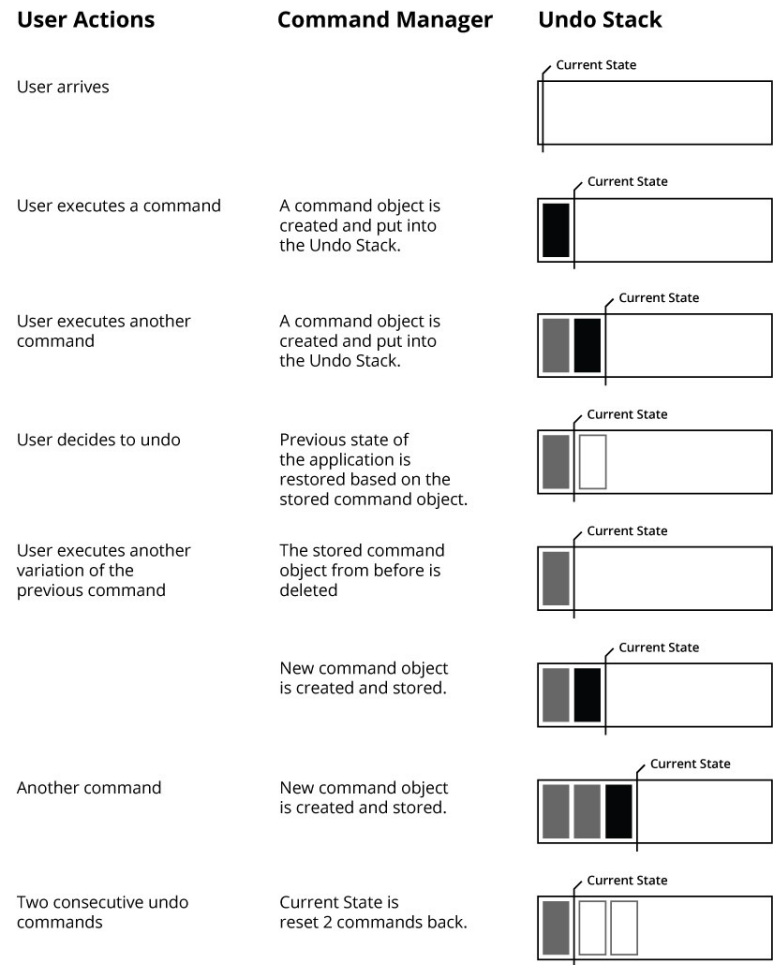 User Actions
Command Manager
Undo Stack
Current State
User arrives
Current State
User executes a command
A command object is
created and put into
the Undo Stack.
Current State
User executes another
command
A command object is
created and put into
the Undo Stack.
Current State
User decides to undo
Previous state of
the application is
restored based on the
stored command object.
Current State
User executes another
variation of the
previous command
The stored command
object from before is
deleted
Current State
New command object
is created and stored.
Current State
Another command
New command object
is created and stored.
Current State
Two consecutive undo
commands
Current State is
reset 2 commands back.